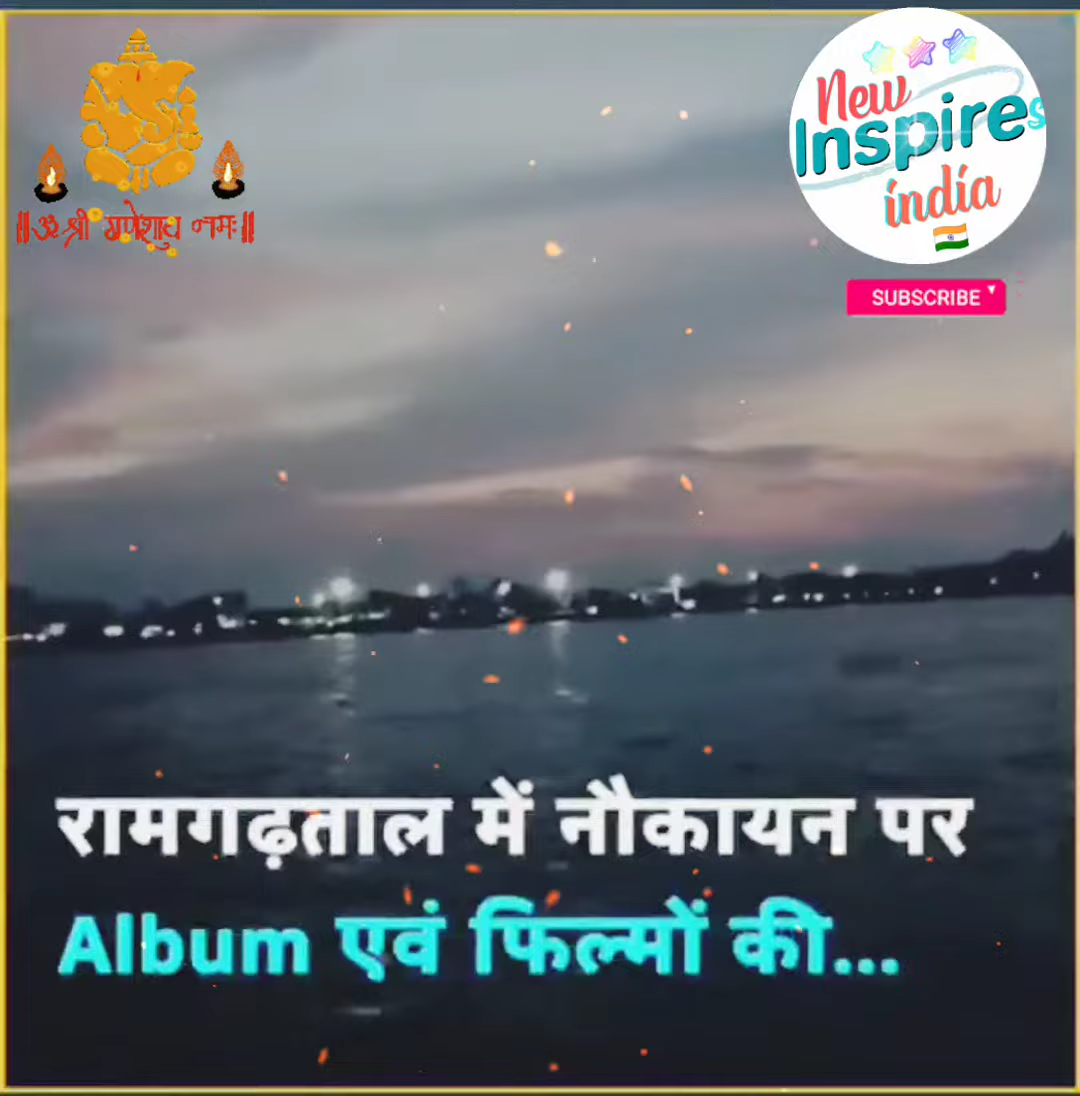 ॥ॐ श्री गणेशाय नमः॥
New
Inspires
india
SUBSCRIBE
रामगढ़ताल में नौकायन पर
Album एवं फिल्मों की...